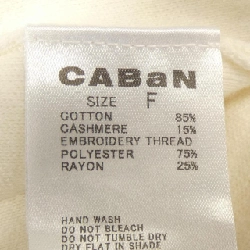 CABaN
SIZE F
COTTON 85%
CASHMERE 15%
EMBROIDERY THREAD
POLYESTER 75%
RAYON 25%
HAND WASH
DO NOT BLEACH
DO NOT TUMBLE DRY
DRY FLAT IN SHADE